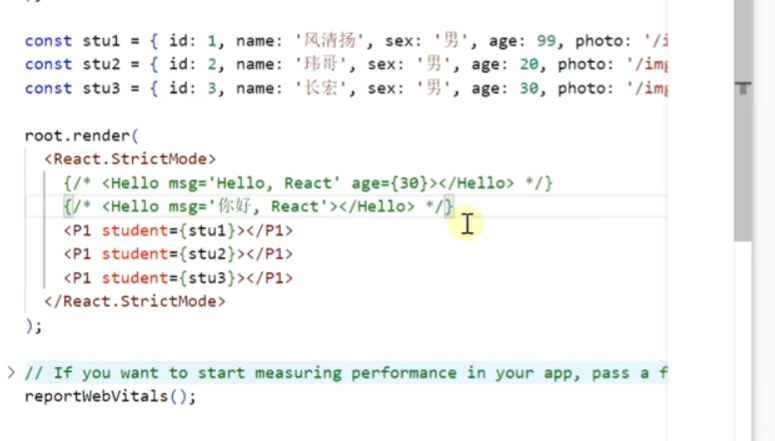 const stu1 = { id: 1, name: '风清扬', sex: '男', age: 99, photo: '/i
const stu2 = { id: 2, name: '玮哥', sex: '男', age: 20, photo: '/img
const stu3 = { id: 3, name: '长宏', sex: '男', age: 30, photo: '/img
root.render(
<React.StrictMode>
{/* <Hello msg='Hello, React' age={30}></Hello> */}
{/* <Hello msg='你好, React'></Hello> */}
<P1 student={stu1}></P1>
<P1 student={stu2}></P1>
<P1 student={stu3}></P1>
</React.StrictMode>
);
// If you want to start measuring performance in your app, pass a f
reportWebVitals();